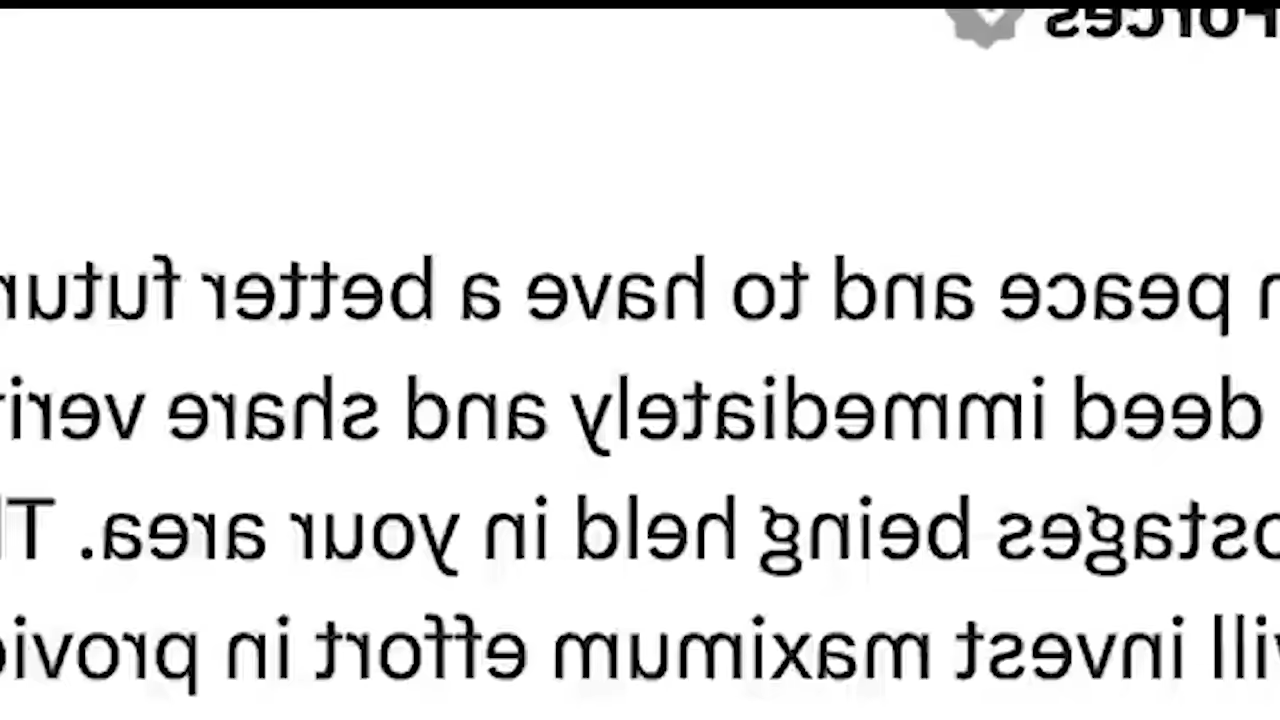 Forces
peace and to have a better
deed immediately and share
being held in your area.
invest maximum effort in